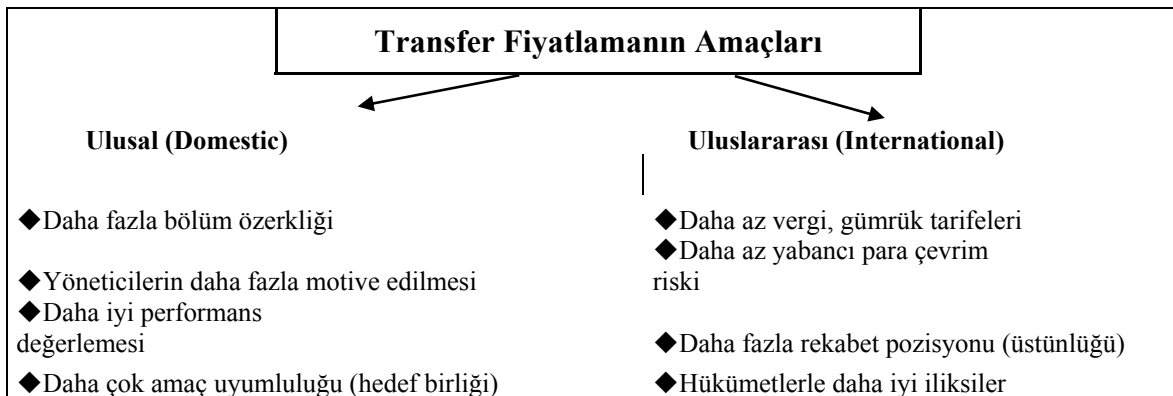 Transfer Fiyatlamanın Amaçları
Ulusal (Domestic)
◆Daha fazla bölüm özerkliği
◆Yöneticilerin daha fazla motive edilmesi
◆Daha iyi performans
değerlemesi
◆Daha çok amaç uyumluluğu (hedef birliği)
Uluslararası (International)
◆Daha az vergi, gümrük tarifeleri
◆Daha az yabancı para çevrim
riski
◆Daha fazla rekabet pozisyonu (üstünlüğü)
◆Hükümetlerle daha iyi iliksiler